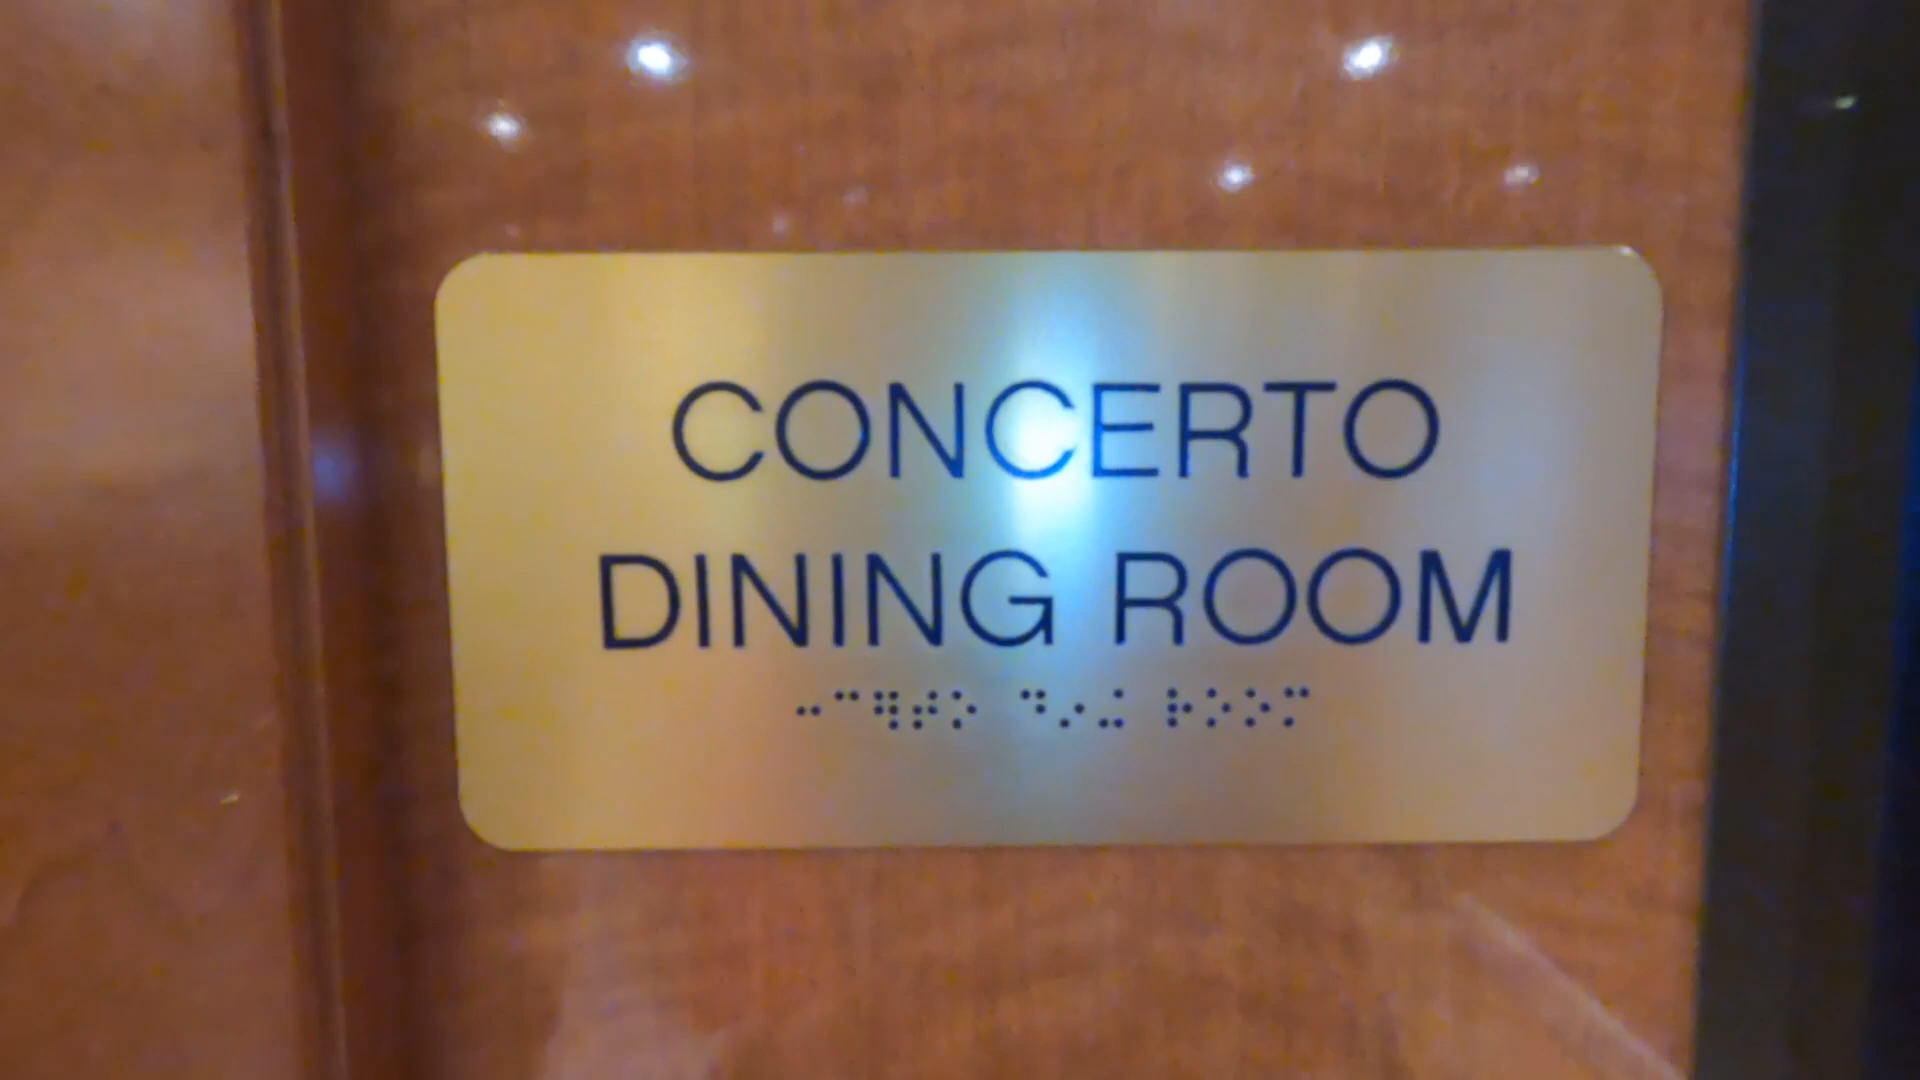 CONCERTO
DINING ROOM
⠒⠉⠻⠞⠕ ⠙⠔⠬ ⠗⠕⠕⠍